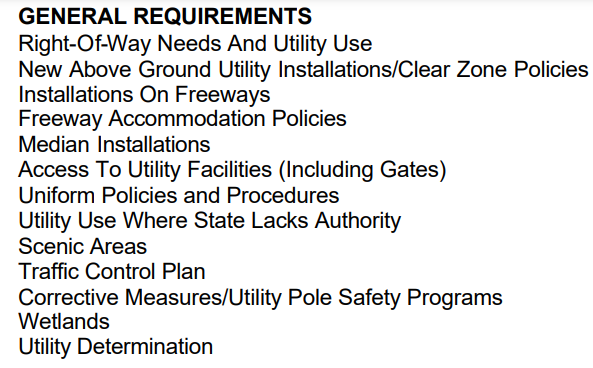 GENERAL REQUIREMENTS
Right-Of-Way Needs And Utility Use
New Above Ground Utility Installations/Clear Zone Policies
Installations On Freeways
Freeway Accommodation Policies
Median Installations
Access To Utility Facilities (Including Gates)
Uniform Policies and Procedures
Utility Use Where State Lacks Authority
Scenic Areas
Traffic Control Plan
Corrective Measures/Utility Pole Safety Programs
Wetlands
Utility Determination